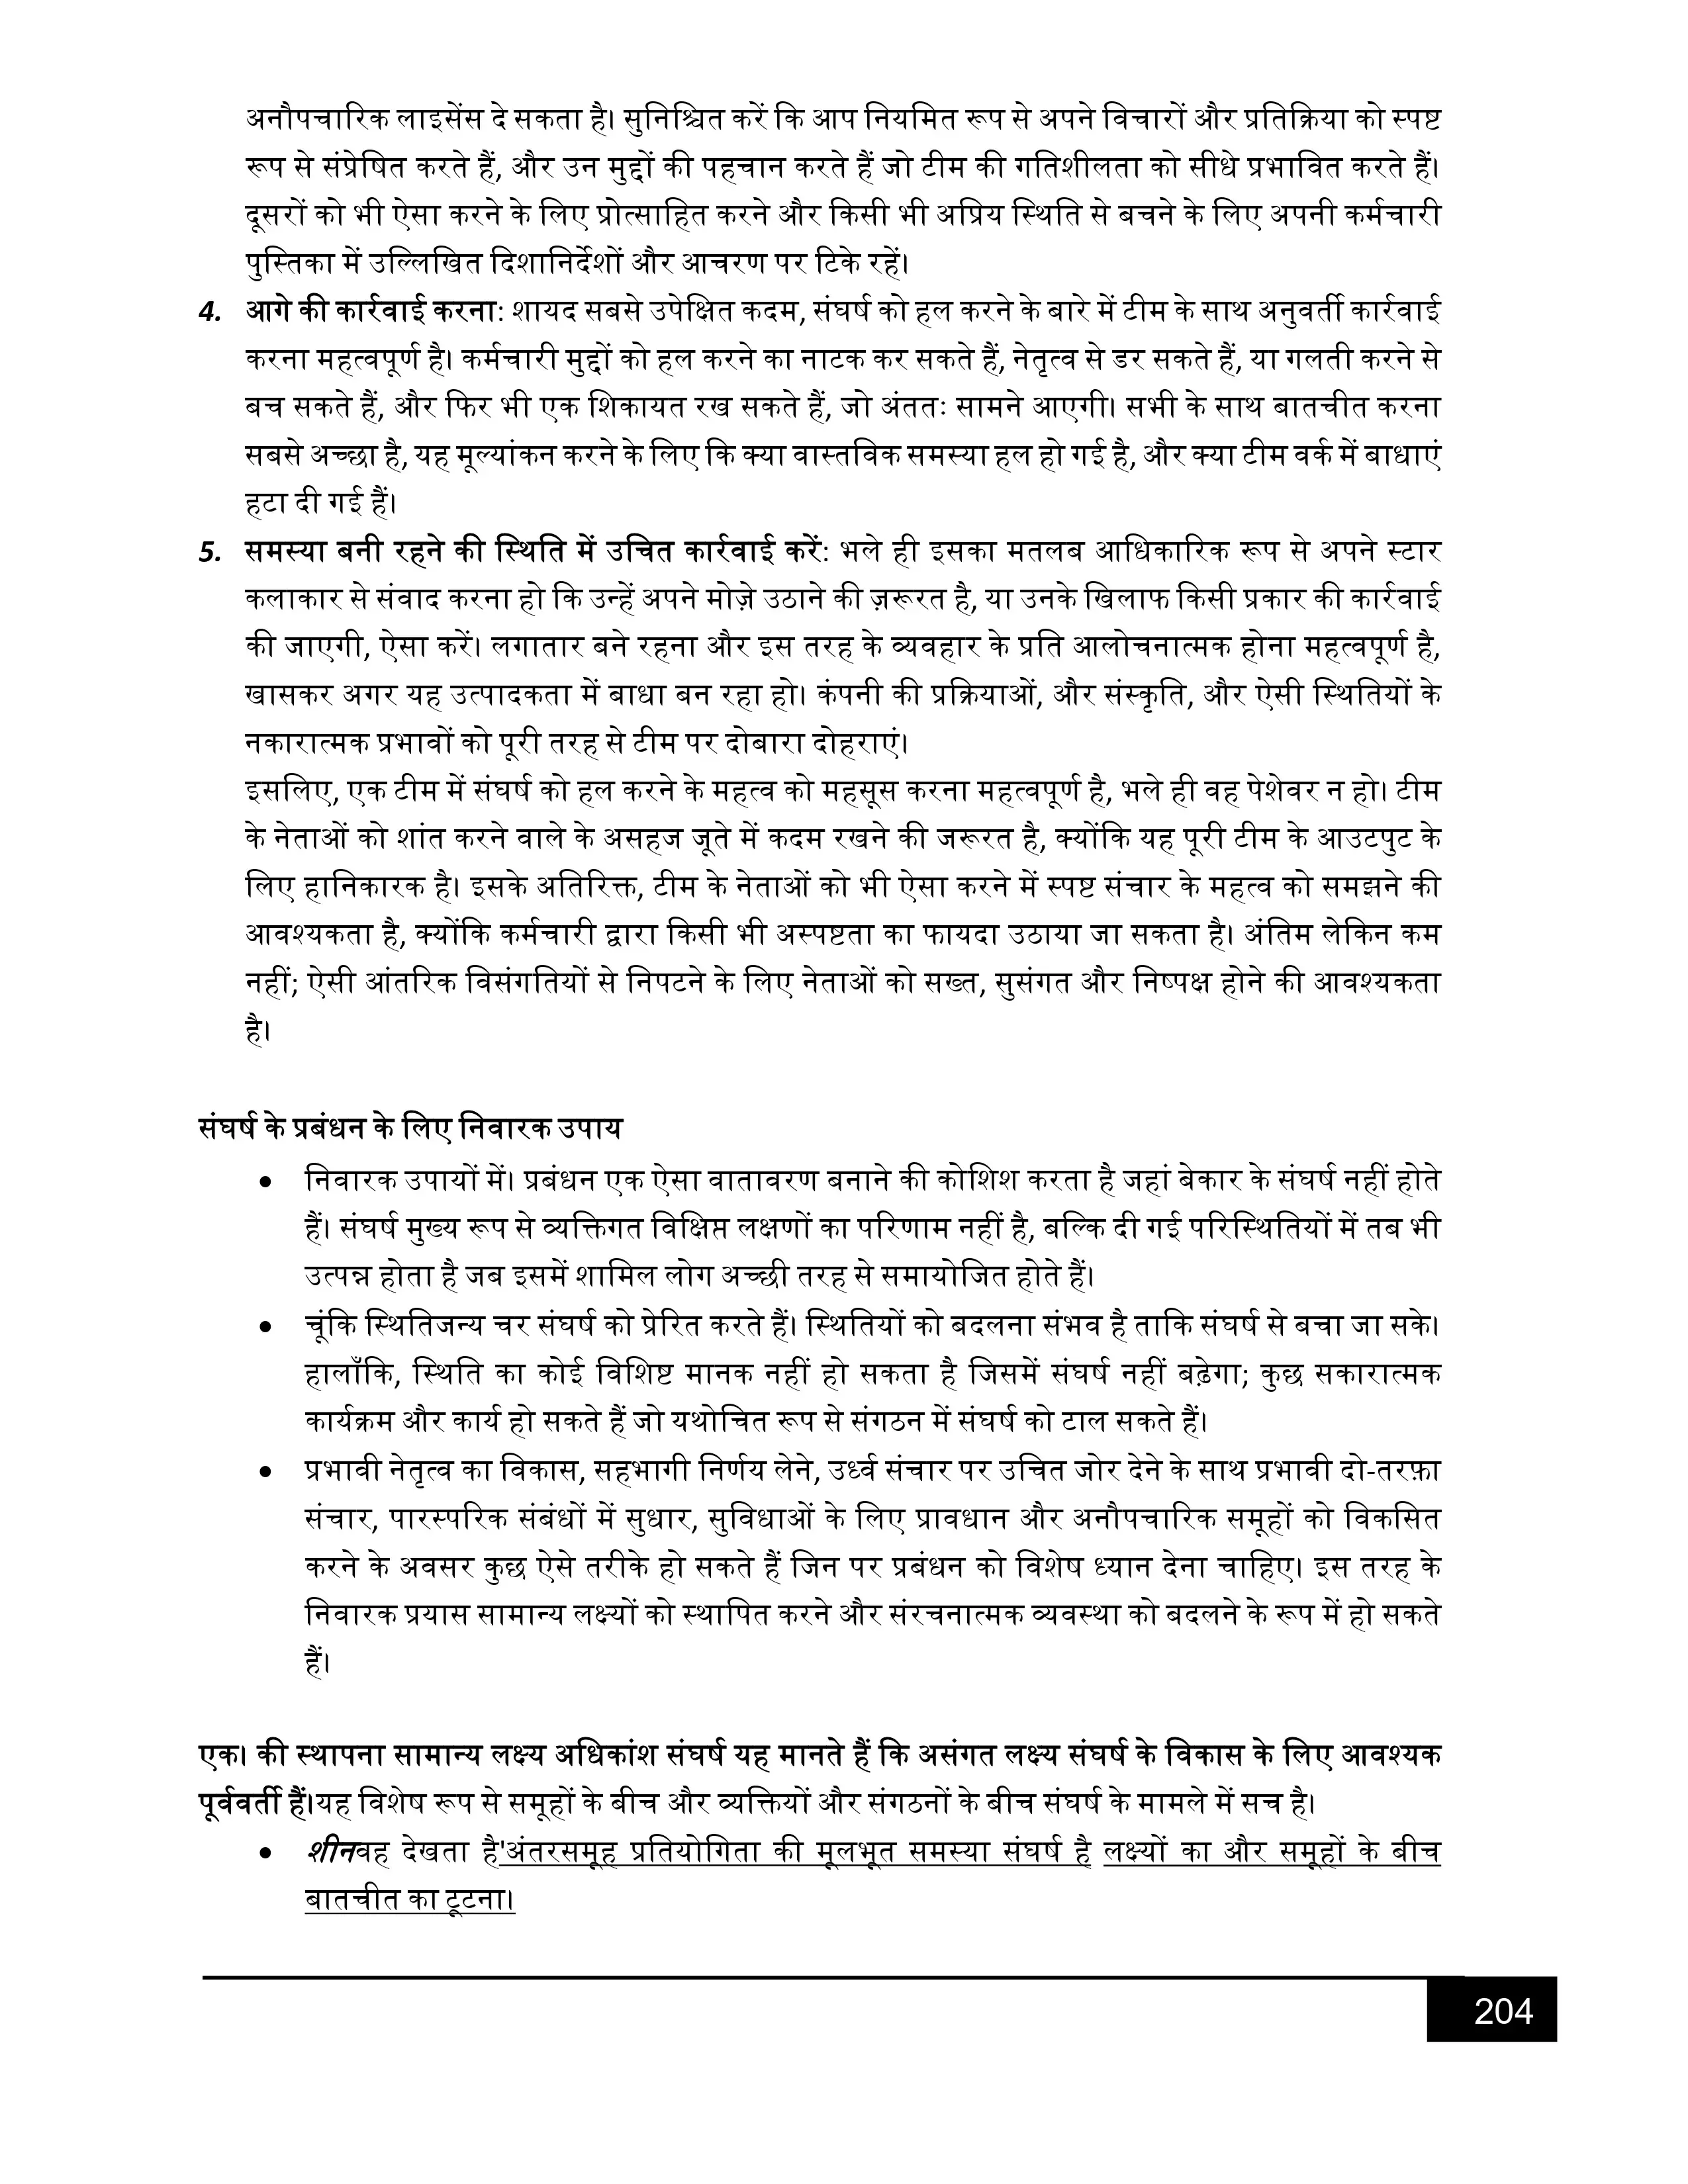 अनौपचारिक लाइसेंस दे सकता है। सुनिश्चित करें कि आप नियमित रूप से अपने विचारों और प्रतिक्रिया को स्पष्ट
रूप से संप्रेषित करते हैं, और उन मुद्दों की पहचान करते हैं जो टीम की गतिशीलता को सीधे प्रभावित करते हैं।
दूसरों को भी ऐसा करने के लिए प्रोत्साहित करने और किसी भी अप्रिय स्थिति से बचने के लिए अपनी कर्मचारी
पुस्तिका में उल्लिखित दिशानिर्देशों और आचरण पर टिके रहें।
4. आगे की कार्रवाई करना: शायद सबसे उपेक्षित कदम, संघर्ष को हल करने के बारे में टीम के साथ अनुवर्ती कार्रवाई
करना महत्वपूर्ण है। कर्मचारी मुद्दों को हल करने का नाटक कर सकते हैं, नेतृत्व से डर सकते हैं, या गलती करने से
बच सकते हैं, और फिर भी एक शिकायत रख सकते हैं, जो अंततः सामने आएगी। सभी के साथ बातचीत करना
सबसे अच्छा है, यह मूल्यांकन करने के लिए कि क्या वास्तविक समस्या हल हो गई है, और क्या टीम वर्क में बाधाएं
हटा दी गई हैं।
5. समस्या बनी रहने की स्थिति में उचित कार्रवाई करें: भले ही इसका मतलब आधिकारिक रूप से अपने स्टार
कलाकार से संवाद करना हो कि उन्हें अपने मोज़े उठाने की ज़रूरत है, या उनके खिलाफ किसी प्रकार की कार्रवाई
की जाएगी, ऐसा करें। लगातार बने रहना और इस तरह के व्यवहार के प्रति आलोचनात्मक होना महत्वपूर्ण है,
खासकर अगर यह उत्पादकता में बाधा बन रहा हो। कंपनी की प्रक्रियाओं, और संस्कृति, और ऐसी स्थितियों के
नकारात्मक प्रभावों को पूरी तरह से टीम पर दोबारा दोहराएं।
इसलिए, एक टीम में संघर्ष को हल करने के महत्व को महसूस करना महत्वपूर्ण है, भले ही वह पेशेवर न हो। टीम
के नेताओं को शांत करने वाले के असहज जूते में कदम रखने की जरूरत है, क्योंकि यह पूरी टीम के आउटपुट के
लिए हानिकारक है। इसके अतिरिक्त, टीम के नेताओं को भी ऐसा करने में स्पष्ट संचार के महत्व को समझने की
आवश्यकता है, क्योंकि कर्मचारी द्वारा किसी भी अस्पष्टता का फायदा उठाया जा सकता है। अंतिम लेकिन कम
नहीं; ऐसी आंतरिक विसंगतियों से निपटने के लिए नेताओं को सख्त, सुसंगत और निष्पक्ष होने की आवश्यकता
है।
संघर्ष के प्रबंधन के लिए निवारक उपाय
• निवारक उपायों में। प्रबंधन एक ऐसा वातावरण बनाने की कोशिश करता है जहां बेकार के संघर्ष नहीं होते
हैं। संघर्ष मुख्य रूप से व्यक्तिगत विक्षिप्त लक्षणों का परिणाम नहीं है, बल्कि दी गई परिस्थितियों में तब भी
उत्पन्न होता है जब इसमें शामिल लोग अच्छी तरह से समायोजित होते हैं।
• चूंकि स्थितिजन्य चर संघर्ष को प्रेरित करते हैं। स्थितियों को बदलना संभव है ताकि संघर्ष से बचा जा सके।
हालाँकि, स्थिति का कोई विशिष्ट मानक नहीं हो सकता है जिसमें संघर्ष नहीं बढ़ेगा; कुछ सकारात्मक
कार्यक्रम और कार्य हो सकते हैं जो यथोचित रूप से संगठन में संघर्ष को टाल सकते हैं।
• प्रभावी नेतृत्व का विकास, सहभागी निर्णय लेने, उर्ध्व संचार पर उचित जोर देने के साथ प्रभावी दो-तरफ़ा
संचार, पारस्परिक संबंधों में सुधार, सुविधाओं के लिए प्रावधान और अनौपचारिक समूहों को विकसित
करने के अवसर कुछ ऐसे तरीके हो सकते हैं जिन पर प्रबंधन को विशेष ध्यान देना चाहिए। इस तरह के
निवारक प्रयास सामान्य लक्ष्यों को स्थापित करने और संरचनात्मक व्यवस्था को बदलने के रूप में हो सकते
हैं।
एक। की स्थापना सामान्य लक्ष्य अधिकांश संघर्ष यह मानते हैं कि असंगत लक्ष्य संघर्ष के विकास के लिए आवश्यक
पूर्ववर्ती हैं।यह विशेष रूप से समूहों के बीच और व्यक्तियों और संगठनों के बीच संघर्ष के मामले में सच है।
• शीनवह देखता है'अंतरसमूह प्रतियोगिता की मूलभूत समस्या संघर्ष है लक्ष्यों का और समूहों के बीच
बातचीत का टूटना।
204